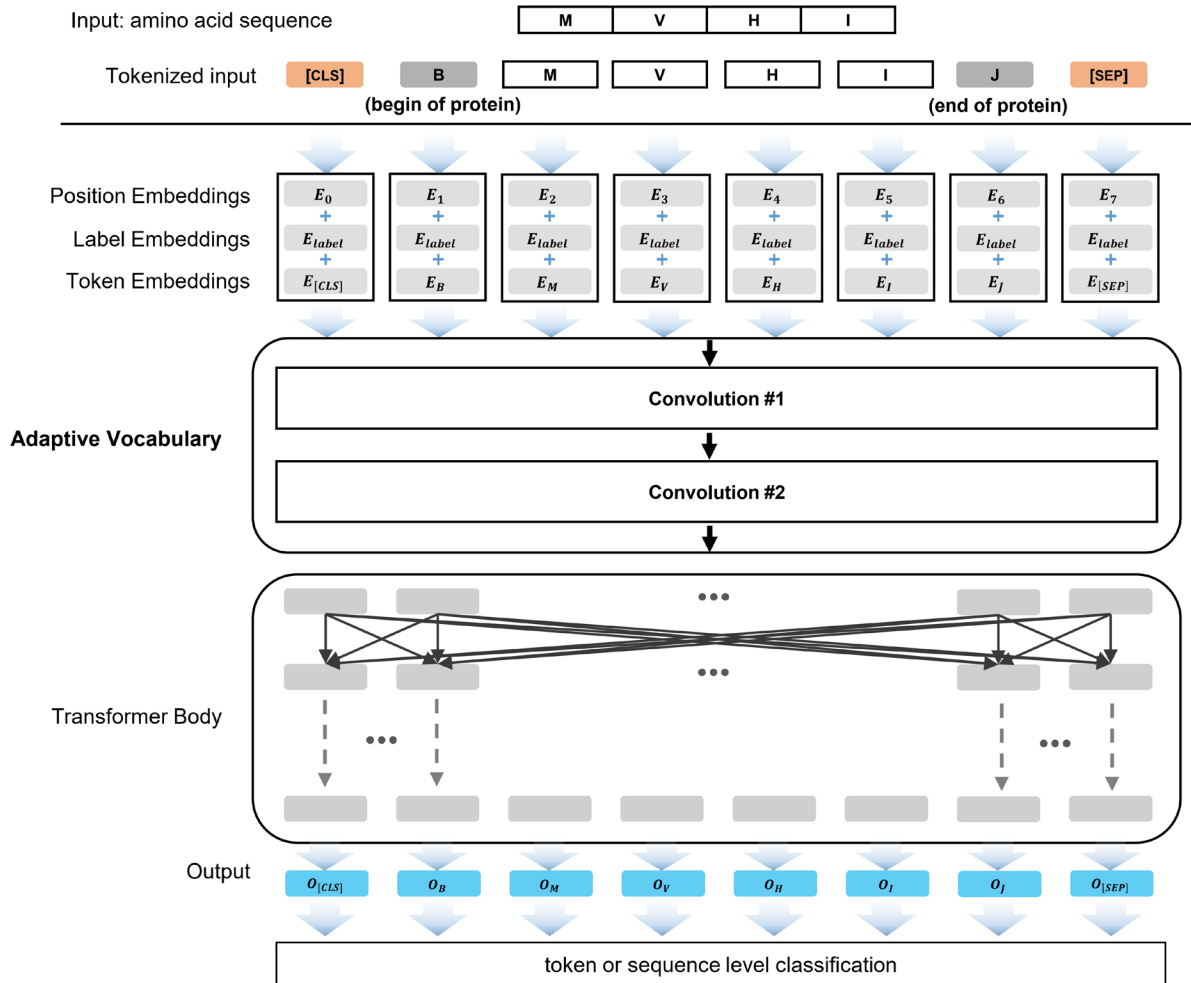 Input: amino acid sequence M V H I
Tokenized input [CLS] B M V H I J [SEP]
(begin of protein) (end of protein)
Position Embeddings E0 E1 E2 E3 E4 E5 E6 E7
+ + + + + + + +
Label Embeddings Elabel Elabel Elabel Elabel Elabel Elabel Elabel Elabel
+ + + + + + + +
Token Embeddings E[CLS] EB EM EV EH EI EJ E[SEP]
Convolution #1
Adaptive Vocabulary
Convolution #2
Transformer Body
Output
O[CLS] OB OM OV OH OI OJ O[SEP]
token or sequence level classification